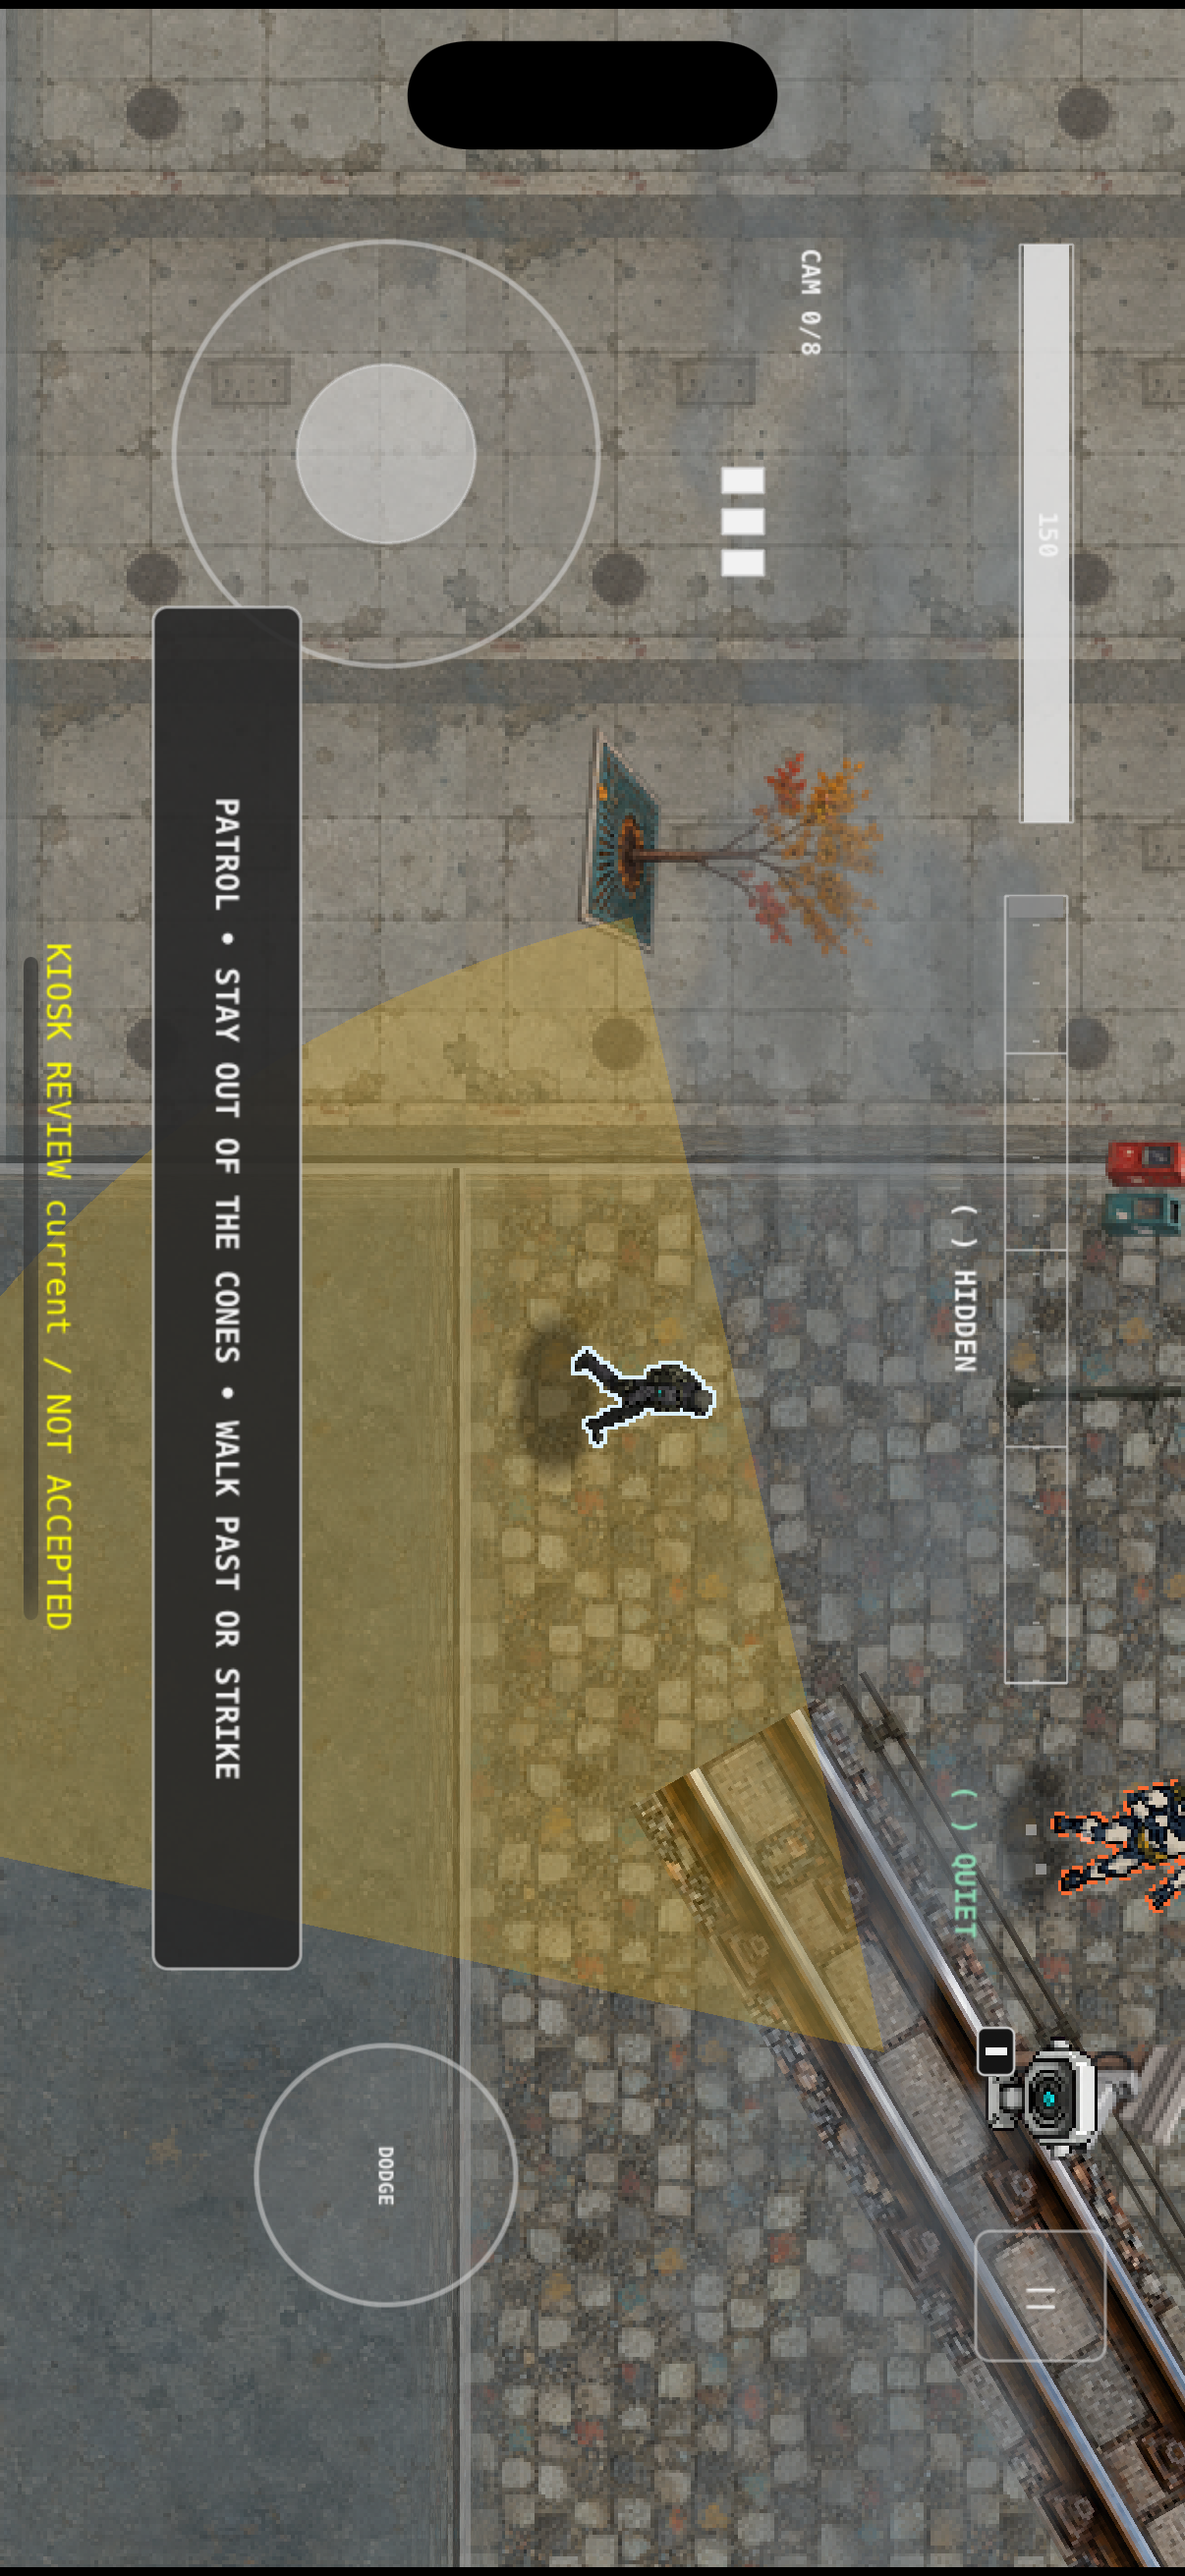 150
CAM 0/8
( ) HIDDEN
( ) QUIET
DODGE
PATROL • STAY OUT OF THE CONES • WALK PAST OR STRIKE
KIOSK REVIEW current / NOT ACCEPTED